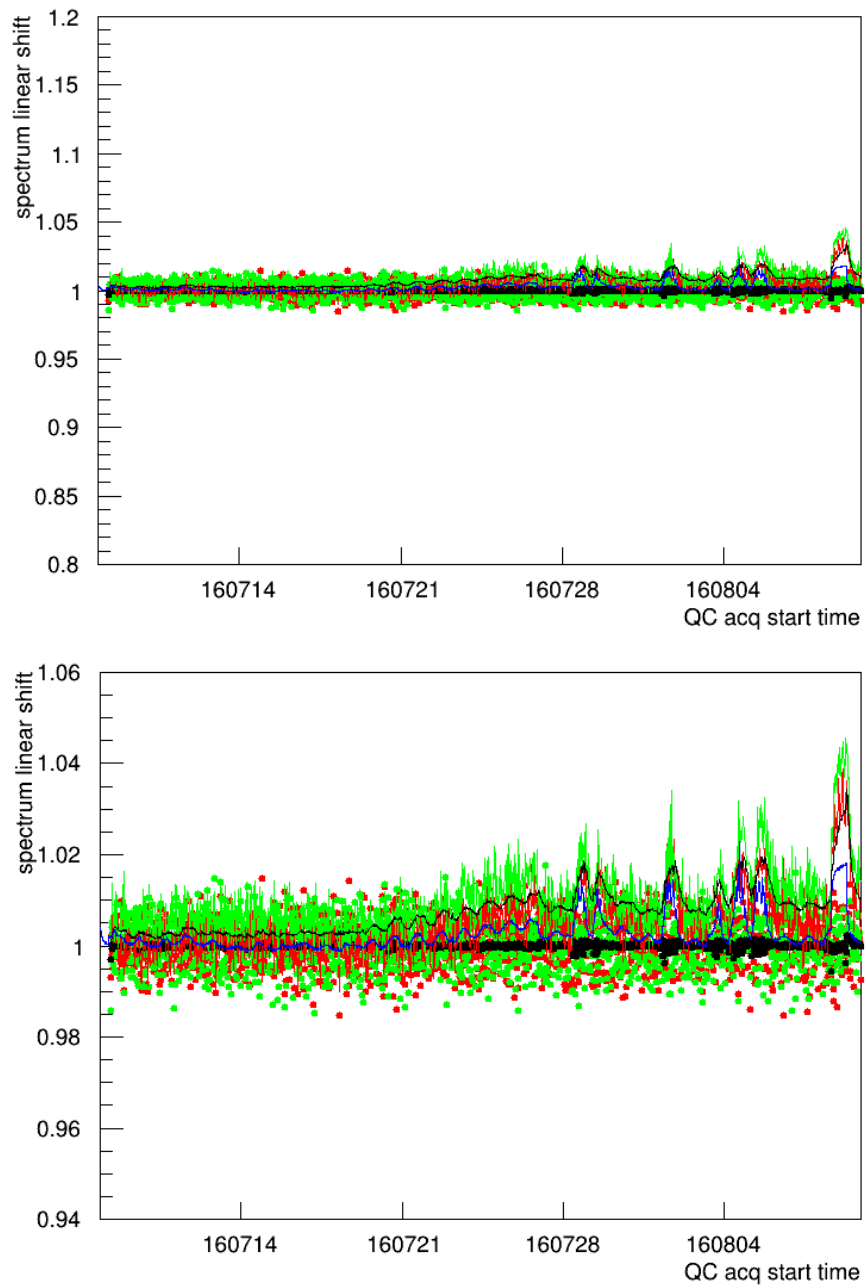 spectrum linear shift
1.2
1.15
1.1
1.05
1
0.95
0.9
0.85
0.8
160714 160721 160728 160804
QC acq start time
spectrum linear shift
1.06
1.04
1.02
1
0.98
0.96
0.94
160714 160721 160728 160804
QC acq start time